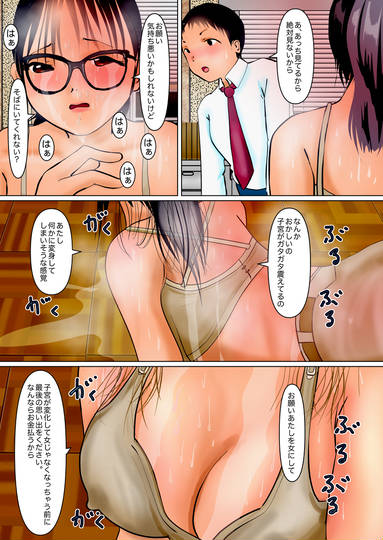 あ、あっち見てるから
絶対見ないから
お願い
気持ち悪いかもしれないけど
そばにいてくれない？
はぁ
はぁ
はぁ
はぁ
なんか
おかしいの
子宮がガタガタ震えてるの
あたし
何かに変身して
しまいそうな感覚
ぶる
ぶる
がく
がく
お願いあたしを女にして
子宮が変化して女じゃなくなっちゃう前に
最後の思い出をください。
なんならお金払うから
ぶる
ぶる
がく
がく